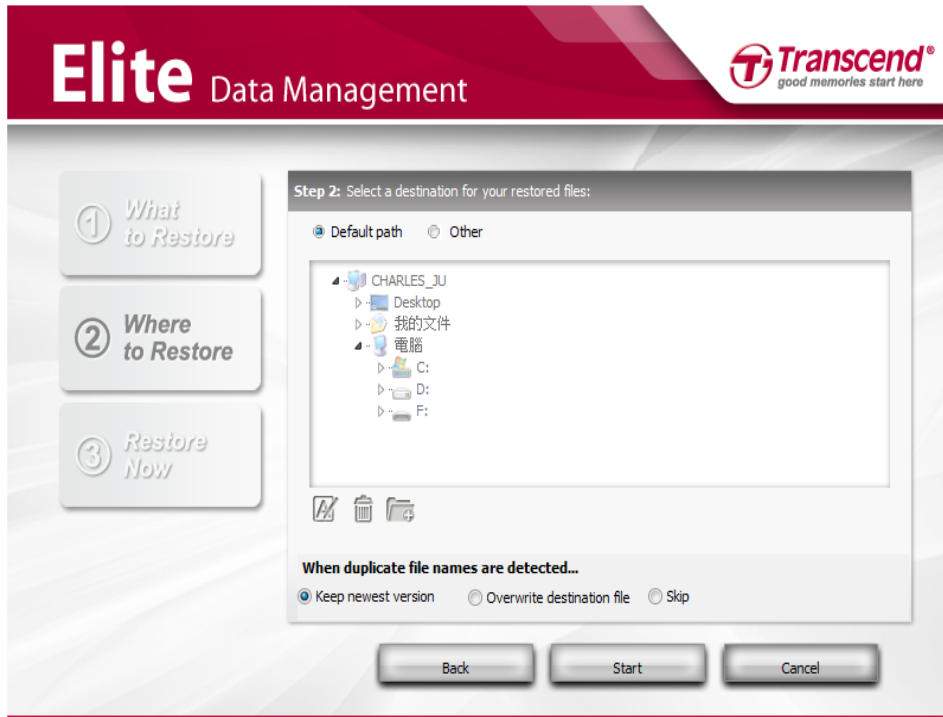 Elite Data Management
Transcend®
good memories start here
1 What
to Restore
2 Where
to Restore
3 Restore
Now
Step 2: Select a destination for your restored files:
Default path Other
CHARLES_JU
Desktop
我的文件
電腦
C:
D:
F:
When duplicate file names are detected...
Keep newest version Overwrite destination file Skip
Back Start Cancel